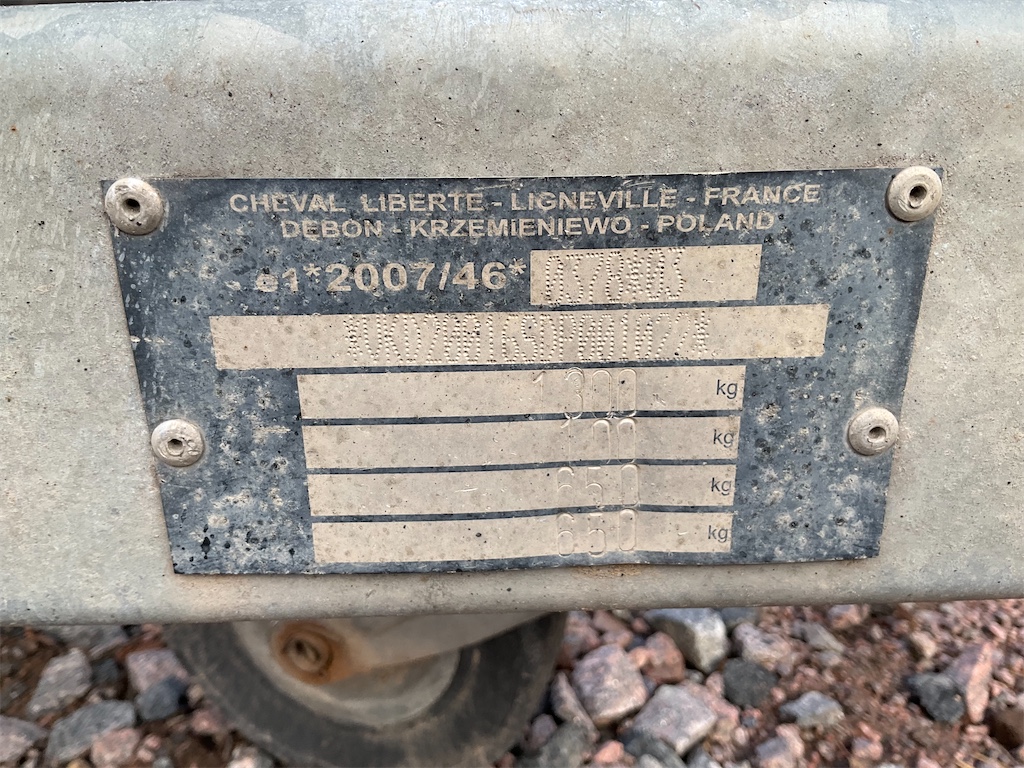 CHEVAL LIBERTE - LIGNEVILLE - FRANCE
DEBON - KRZEMIENIEWO - POLAND
e1*2007/46*
1300 kg
100 kg
650 kg
650 kg